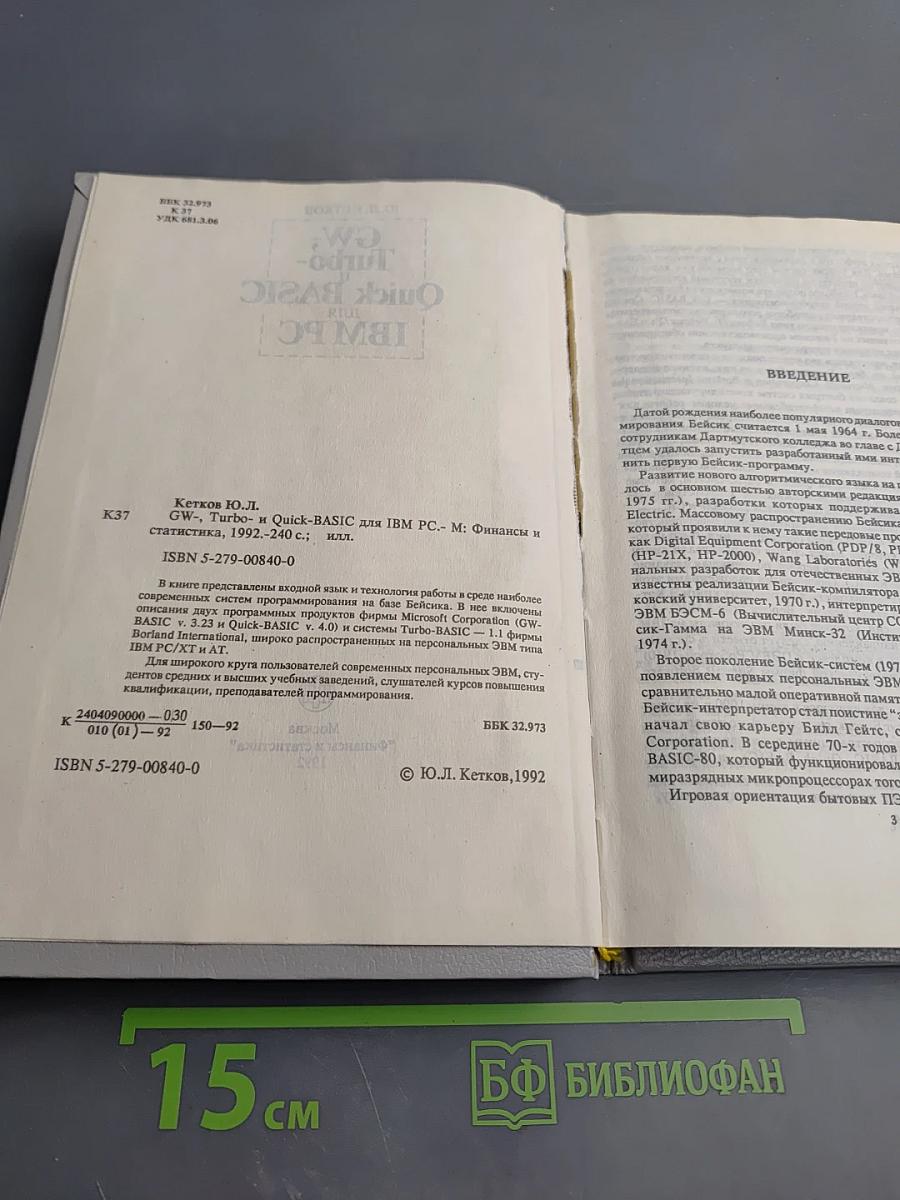 ББК 32.973
К 37
УДК 681.3.06
Кетков Ю.Л.
К37
GW-, Turbo- и Quick-BASIC для IBM PC.- М: Финансы и
статистика, 1992.-240 с.; илл.
ISBN 5-279-00840-0
В книге представлены входной язык и технология работы в среде наиболее
современных систем программирования на базе Бейсика. В нее включены
описания двух программных продуктов фирмы Microsoft Corporation (GW-
BASIC v. 3.23 и Quick-BASIC v. 4.0) и системы Turbo-BASIC — 1.1 фирмы
Borland International, широко распространенных на персональных ЭВМ типа
IBM PC/XT и AT.
Для широкого круга пользователей современных персональных ЭВМ, сту-
дентов средних и высших учебных заведений, слушателей курсов повышения
квалификации, преподавателей программирования.
К 2404090000 — 030
010 (01) — 92
150—92
ББК 32.973
ISBN 5-279-00840-0
© Ю.Л. Кетков,1992
ВВЕДЕНИЕ
Датой рождения наиболее популярного диалогов
мирования Бейсик считается 1 мая 1964 г. Боле
сотрудникам Дартмутского колледжа во главе с Д
тцем удалось запустить разработанный ими инт
нить первую Бейсик-программу.
Развитие нового алгоритмического языка на п
лось в основном шестью авторскими редакция
1975 гг.), разработки которых поддержива
Electric. Массовому распространению Бейсика
который проявили к нему такие передовые про
как Digital Equipment Corporation (PDP/8, P
(HP-21X, HP-2000), Wang Laboratories (W
нальных разработок для отечественных ЭВ
известны реализации Бейсик-компилятора
ковский университет, 1970 г.), интерпретир
ЭВМ БЭСМ-6 (Вычислительный центр СО
сик-Гамма на ЭВМ Минск-32 (Инсти
1974 г.).
Второе поколение Бейсик-систем (197
появлением первых персональных ЭВМ
сравнительно малой оперативной памят
Бейсик-интерпретатор стал поистине "з
начал свою карьеру Билл Гейтс, о
Corporation. В середине 70-х годов
BASIC-80, который функционировал
миразрядных микропроцессорах того
Игровая ориентация бытовых ПЭ
3
15 см
БФ БИБЛИОФАН